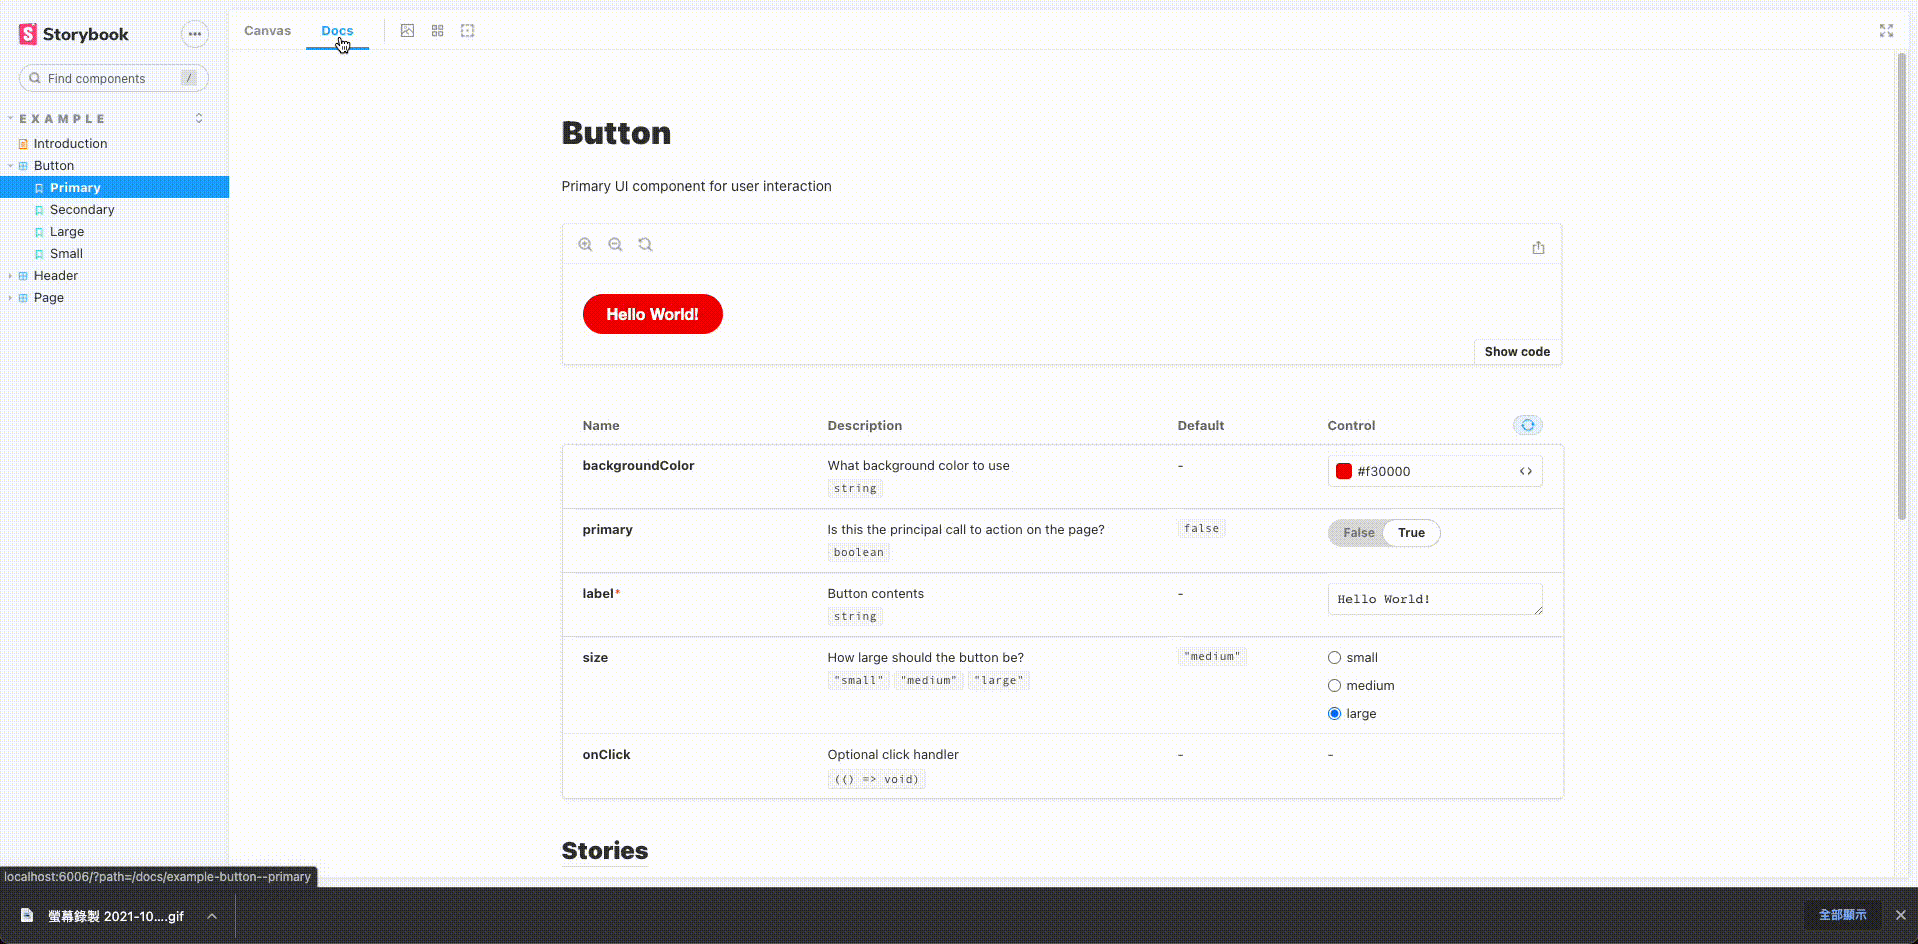 Storybook
Find components /
EXAMPLE
Introduction
Button
Primary
Secondary
Large
Small
Header
Page
Canvas Docs
Button
Primary UI component for user interaction
Hello World!
Show code
Name Description Default Control
backgroundColor What background color to use - #f30000
string
primary Is this the principal call to action on the page? false False True
boolean
label* Button contents - Hello World!
string
size How large should the button be? "medium" small
"small" "medium" "large" medium
large
onClick Optional click handler - -
(() => void)
Stories
localhost:6006/?path=/docs/example-button--primary
螢幕錄製 2021-10....gif 全部顯示